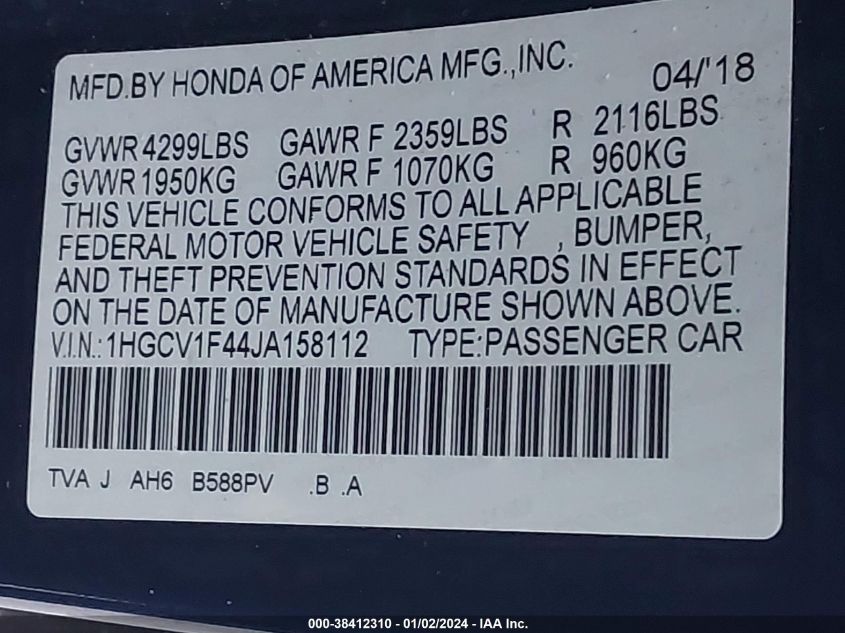 MFD.BY HONDA OF AMERICA MFG.,INC. 04/'18
GVWR 4299LBS GAWR F 2359LBS R 2116LBS
GVWR 1950KG GAWR F 1070KG R 960KG
THIS VEHICLE CONFORMS TO ALL APPLICABLE
FEDERAL MOTOR VEHICLE SAFETY , BUMPER,
AND THEFT PREVENTION STANDARDS IN EFFECT
ON THE DATE OF MANUFACTURE SHOWN ABOVE.
V.I.N.: 1HGCV1F44JA158112 TYPE:PASSENGER CAR
TVA J AH6 B588PV .B .A
000-38412310 - 01/02/2024 - IAA Inc.